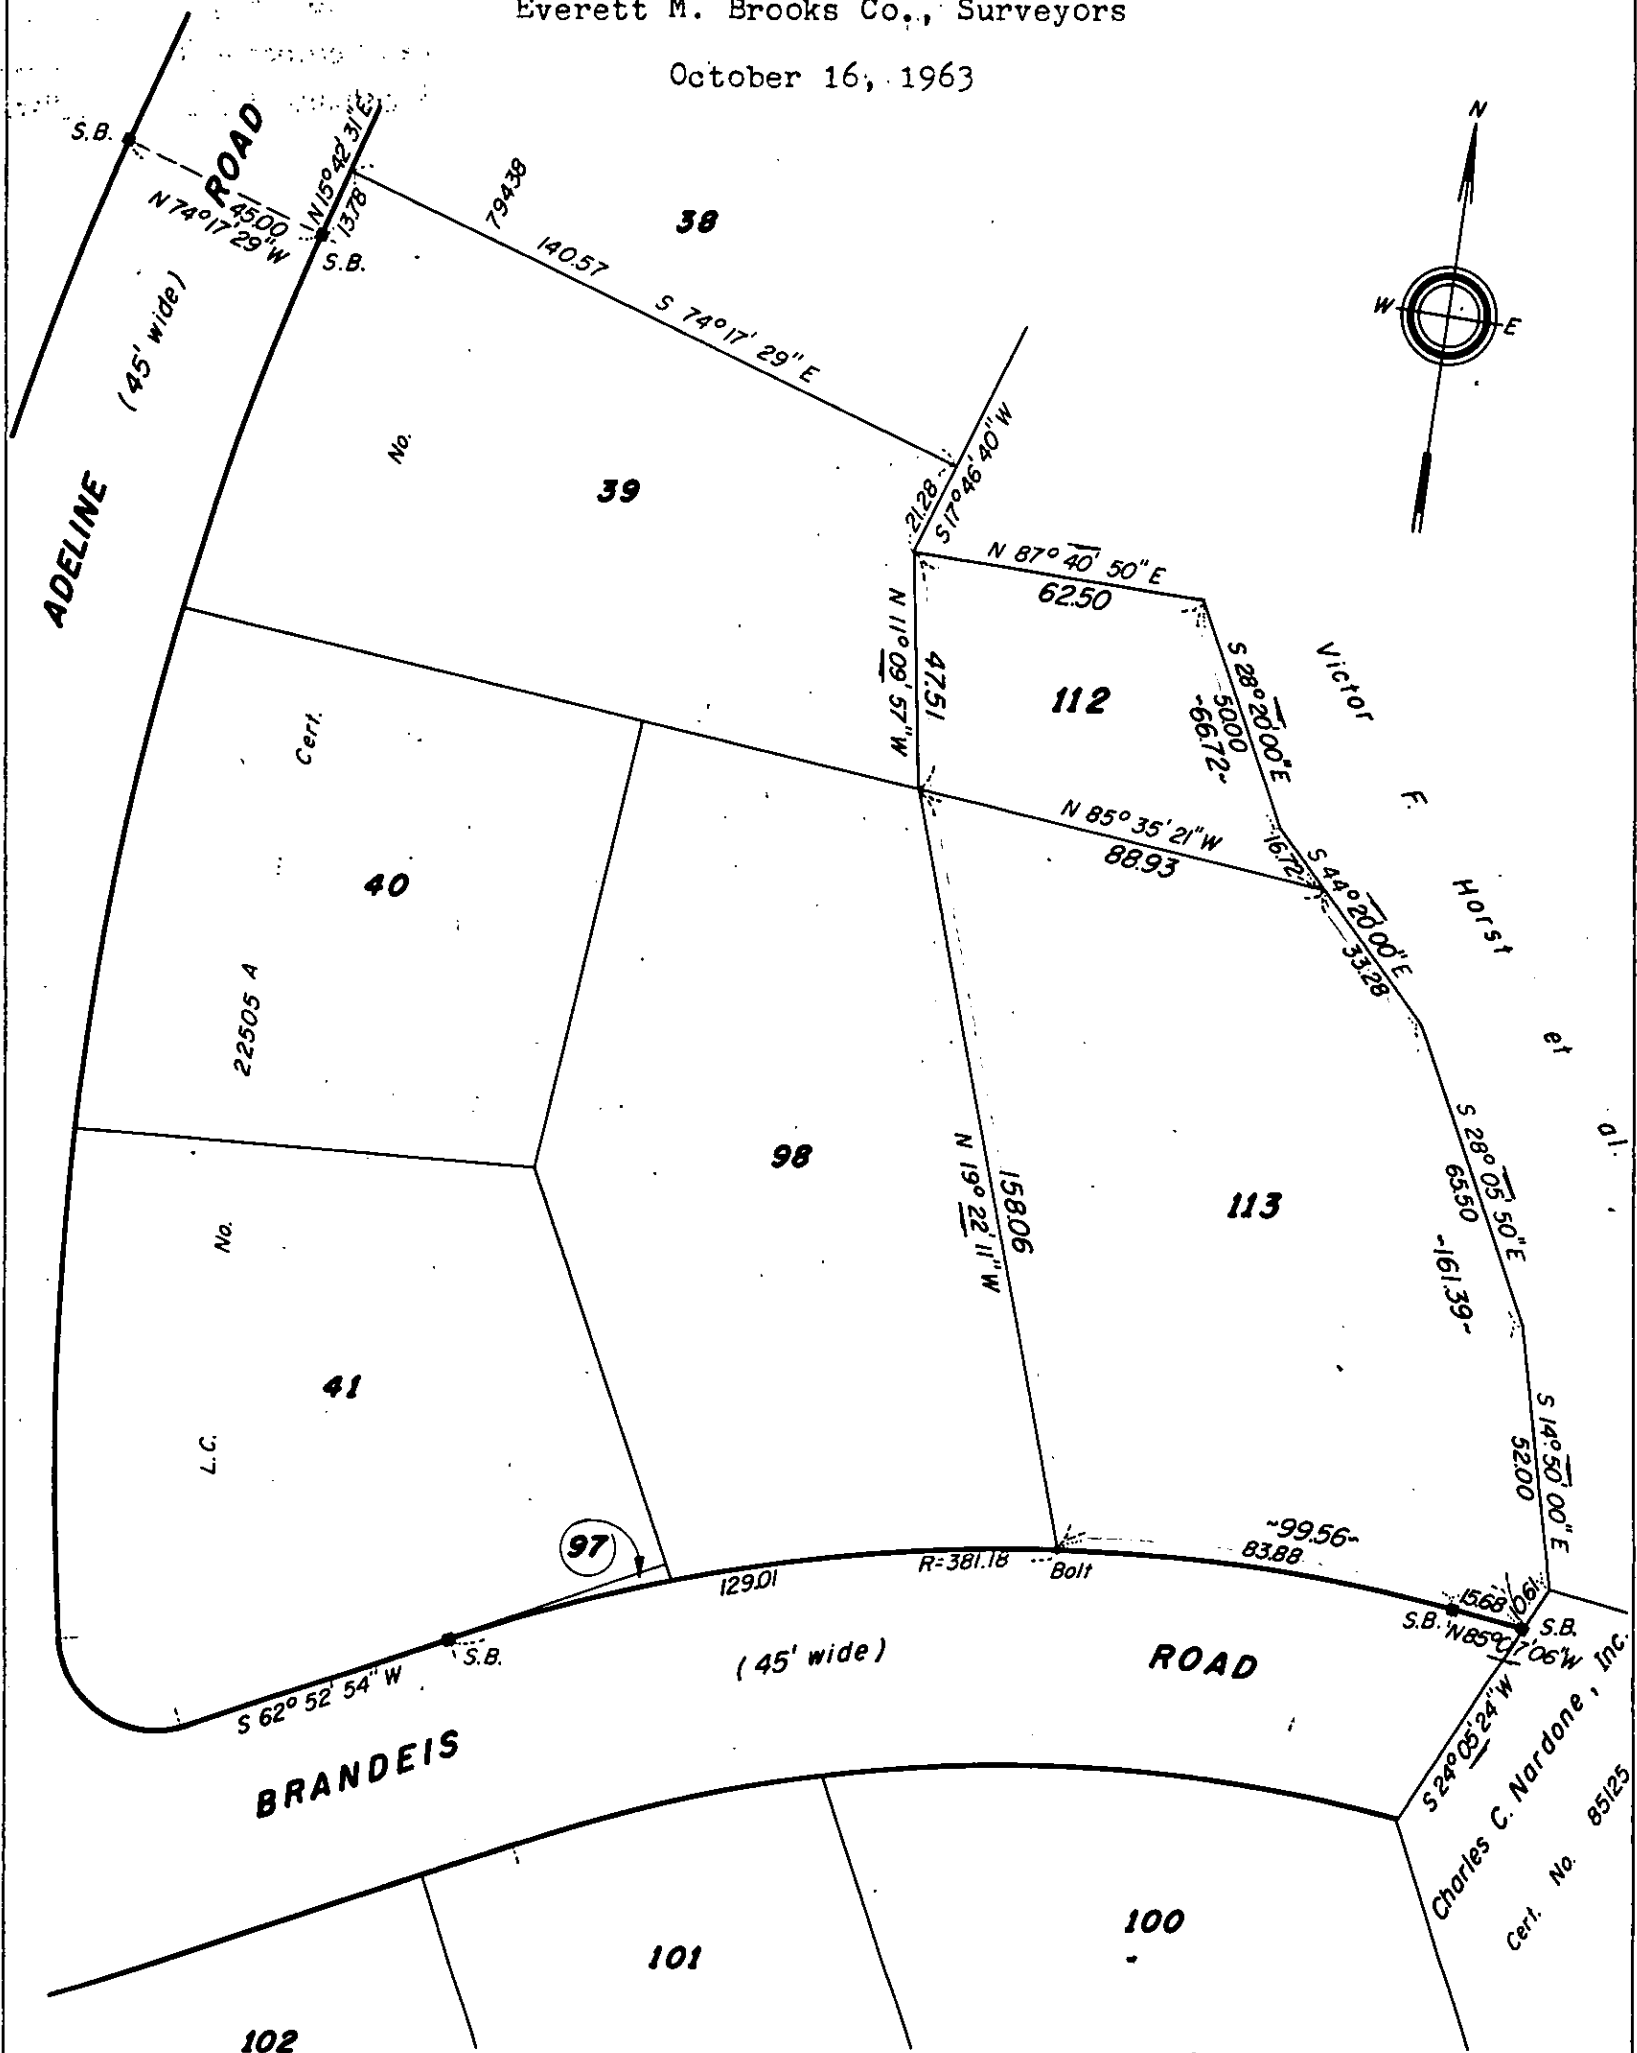 Everett M. Brooks Co., Surveyors
October 16, 1963
N
W
E
S.B.
ROAD
N 15° 42' 31" E
13.78
45.00
N 74° 17' 29" W
S.B.
79438
38
140.57
S 74° 17' 29" E
(45' wide)
ADELINE
No.
39
21.28
S 17° 46' 40" W
N 87° 40' 50" E
62.50
N 11° 09' 57" W
47.51
112
S 28° 20' 00" E
50.00
~66.72~
Victor F. Horst et al.
Cert.
N 85° 35' 21" W
88.93
16.72
S 44° 20' 00" E
33.28
40
22505 A
98
N 19° 22' 11" W
158.06
113
S 28° 05' 50" E
65.50
~161.39~
No.
41
L.C.
S 14° 50' 00" E
52.00
97
129.01
R=381.18
Bolt
~99.56~
83.88
15.68
10.61
S.B.
S.B.
N 85° 07' 06" W
S.B.
S 62° 52' 54" W
(45' wide)
ROAD
BRANDEIS
S 24° 05' 24" W
Charles C. Nardone, Inc.
Cert. No. 85125
100
101
102